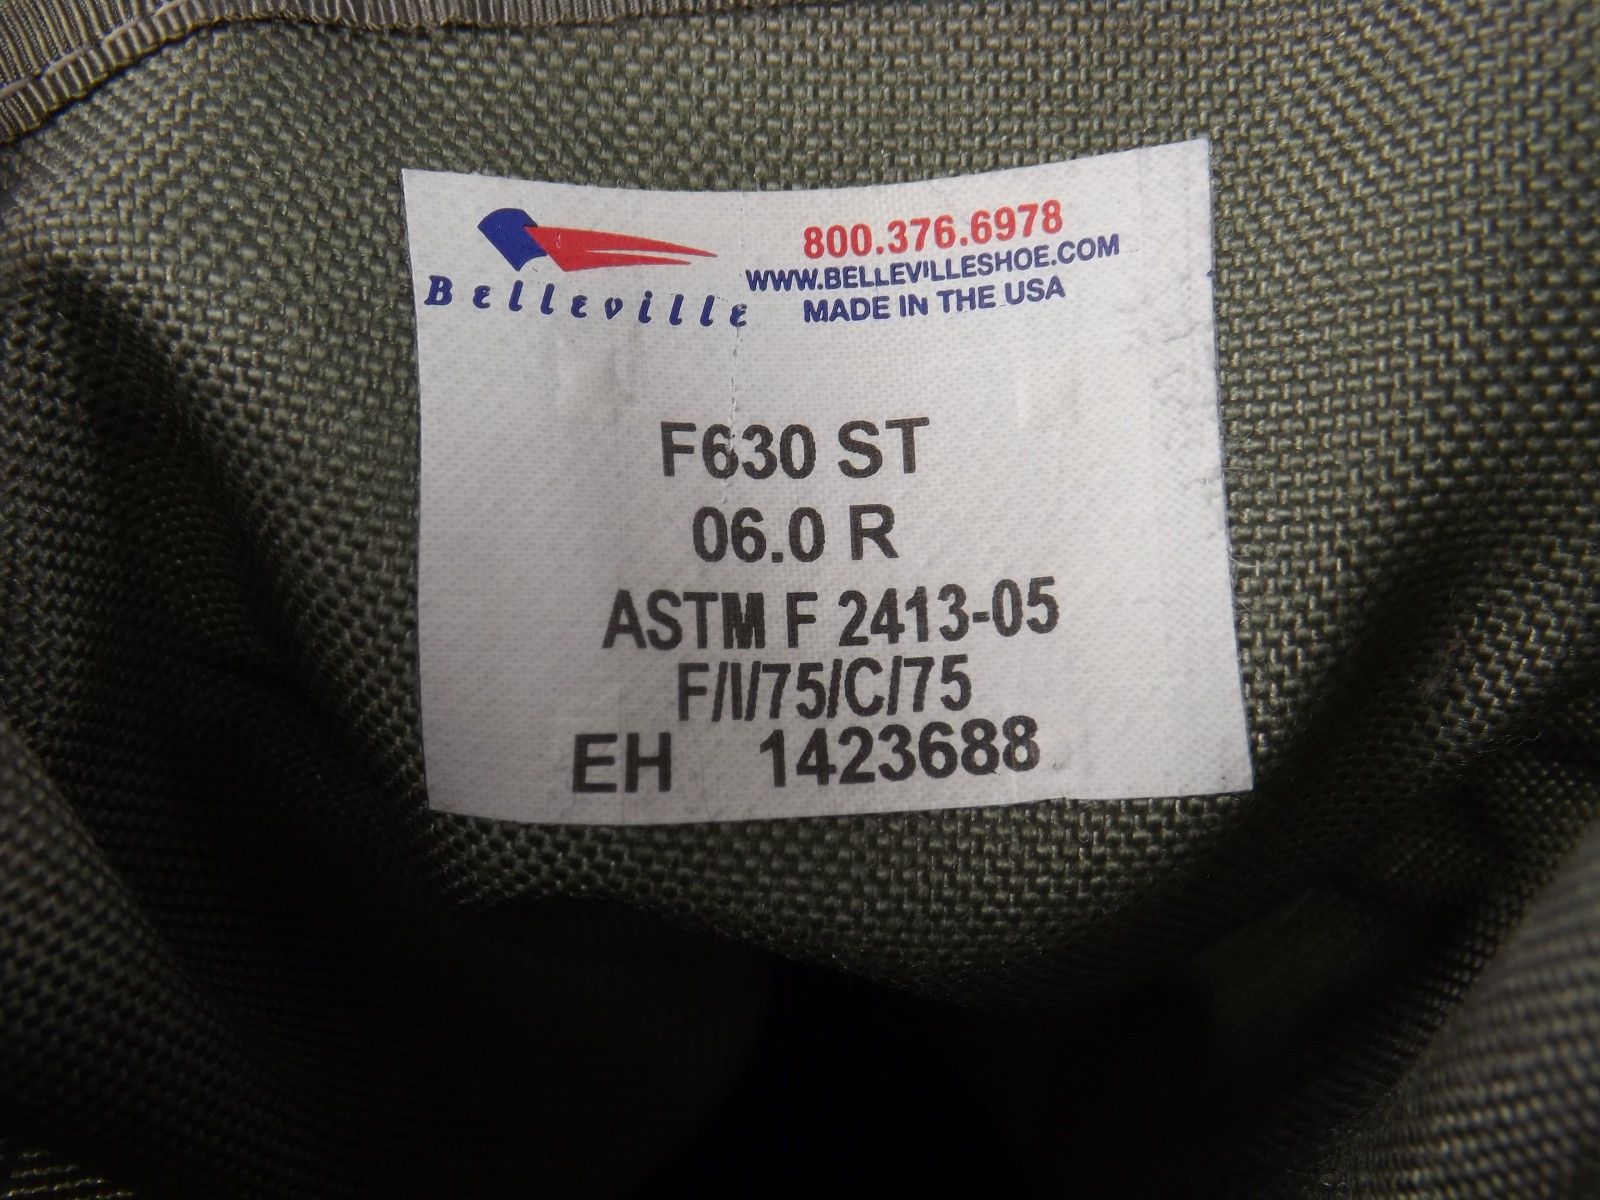 Belleville
800.376.6978
WWW.BELLEVILLESHOE.COM
MADE IN THE USA
F630 ST
06.0 R
ASTM F 2413-05
F/I/75/C/75
EH 1423688